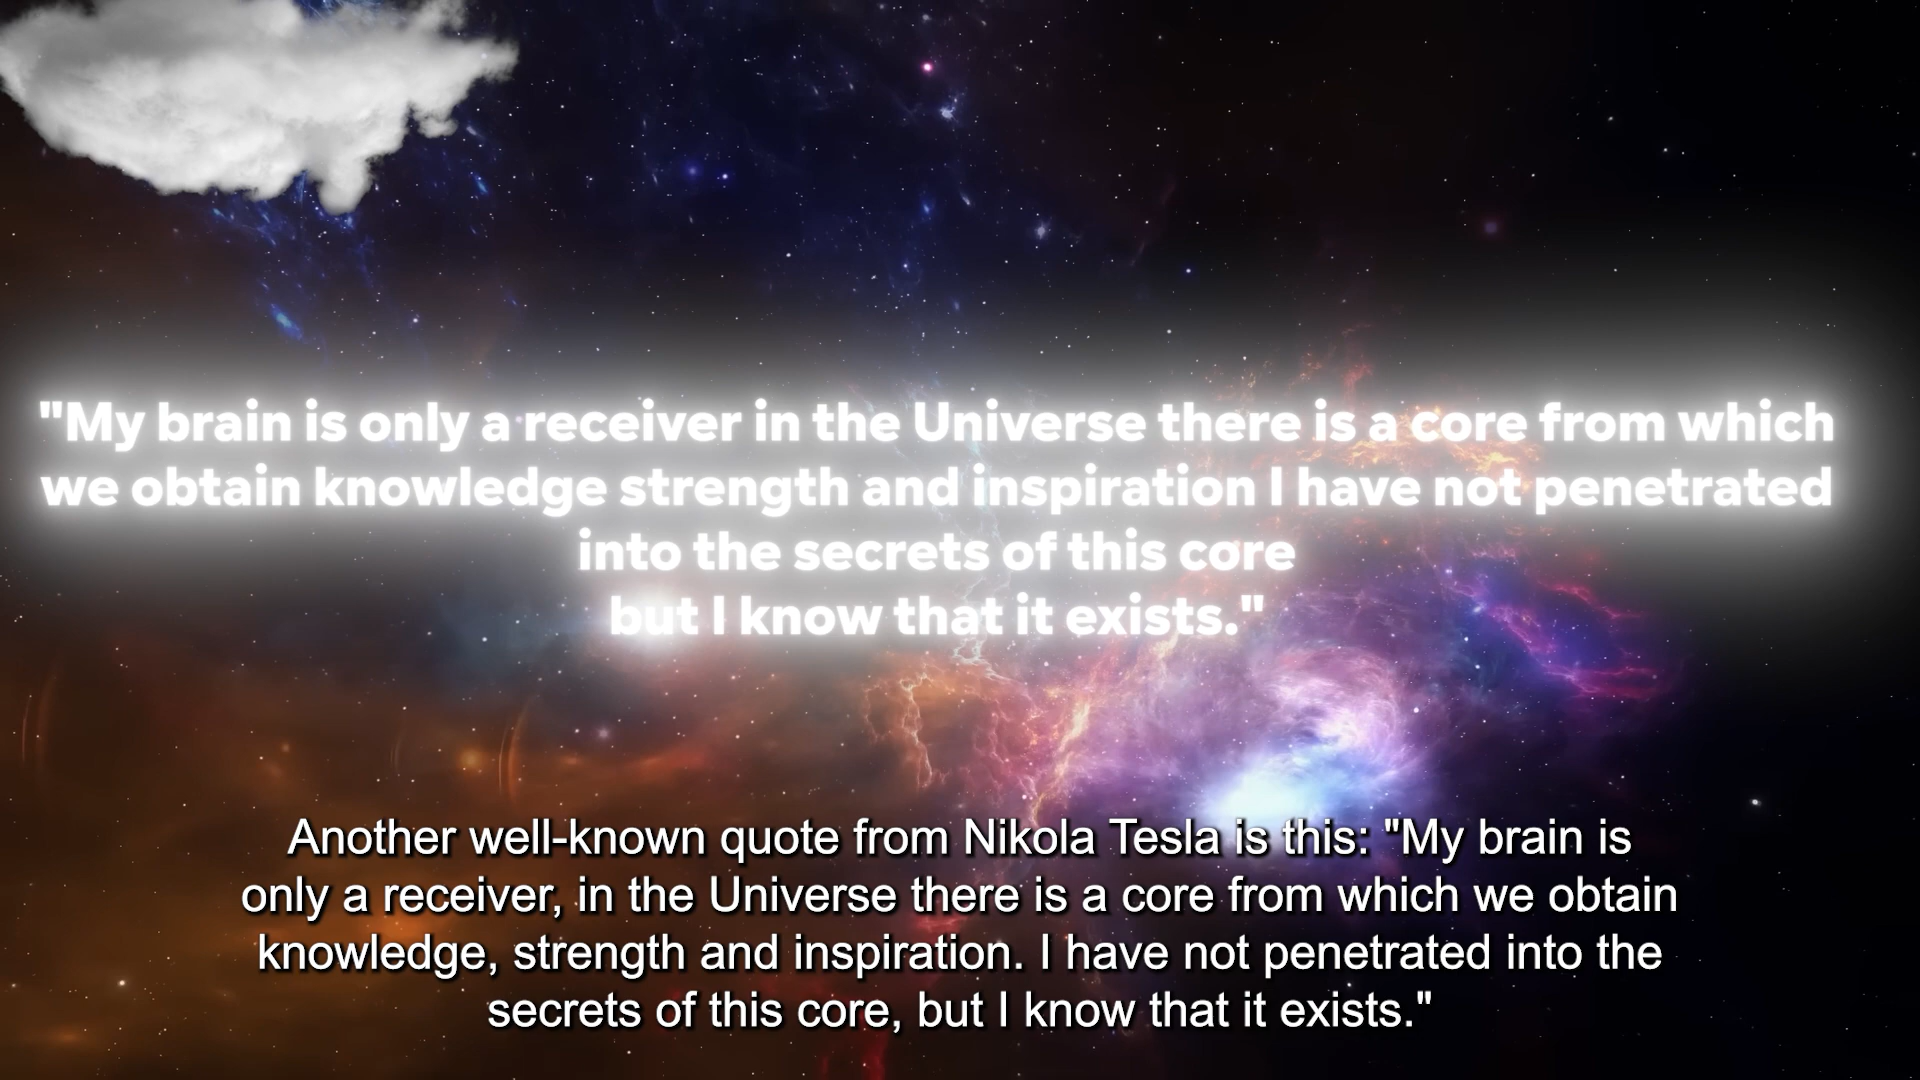 "My brain is only a receiver in the Universe there is a core from which
we obtain knowledge strength and inspiration I have not penetrated
into the secrets of this core
but I know that it exists."
Another well-known quote from Nikola Tesla is this: "My brain is
only a receiver, in the Universe there is a core from which we obtain
knowledge, strength and inspiration. I have not penetrated into the
secrets of this core, but I know that it exists."